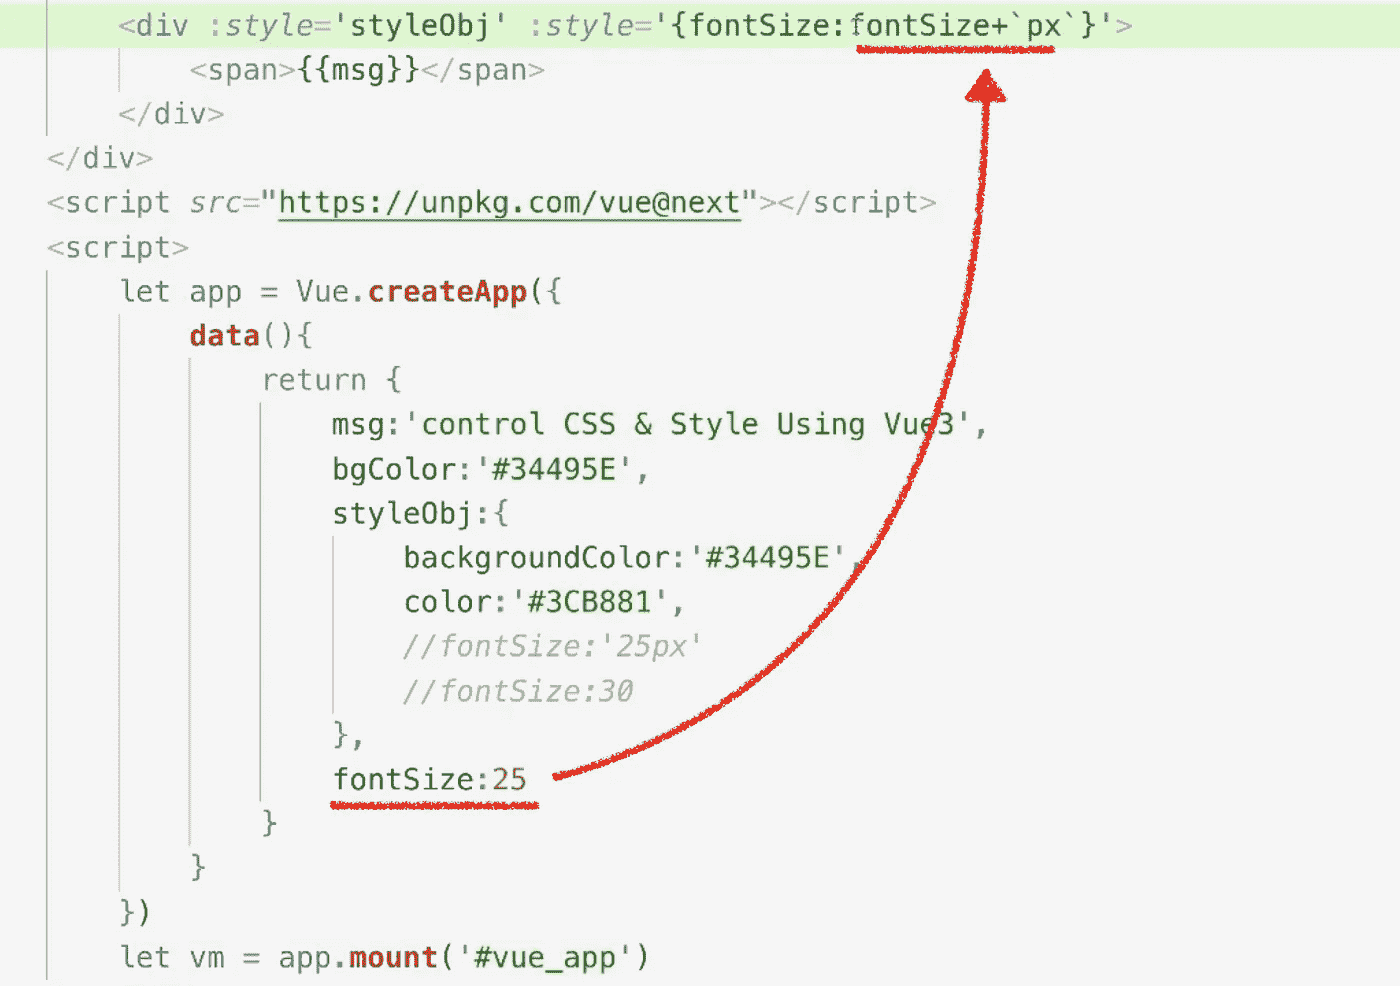 <div :style='styleObj' :style='{fontSize:fontSize+`px`}'>
<span>{{msg}}</span>
</div>
</div>
<script src="https://unpkg.com/vue@next"></script>
<script>
let app = Vue.createApp({
data(){
return {
msg:'control CSS & Style Using Vue3',
bgColor:'#34495E',
styleObj:{
backgroundColor:'#34495E',
color:'#3CB881',
//fontSize:'25px'
//fontSize:30
},
fontSize:25
}
}
})
let vm = app.mount('#vue_app')